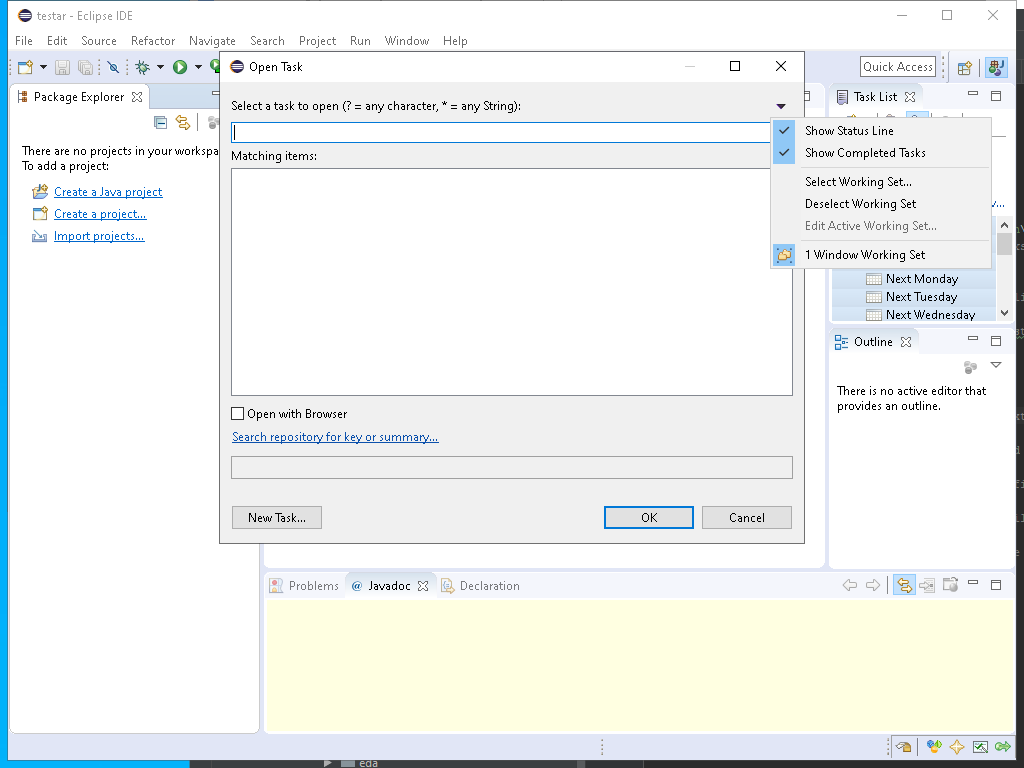 testar - Eclipse IDE
File Edit Source Refactor Navigate Search Project Run Window Help
Quick Access
Package Explorer
There are no projects in your workspa
To add a project:
Create a Java project
Create a project...
Import projects...
Open Task
Select a task to open (? = any character, * = any String):
Matching items:
Open with Browser
Search repository for key or summary...
New Task...
OK
Cancel
Task List
Show Status Line
Show Completed Tasks
Select Working Set...
Deselect Working Set
Edit Active Working Set...
1 Window Working Set
Next Monday
Next Tuesday
Next Wednesday
Outline
There is no active editor that
provides an outline.
Problems
@ Javadoc
Declaration
eda